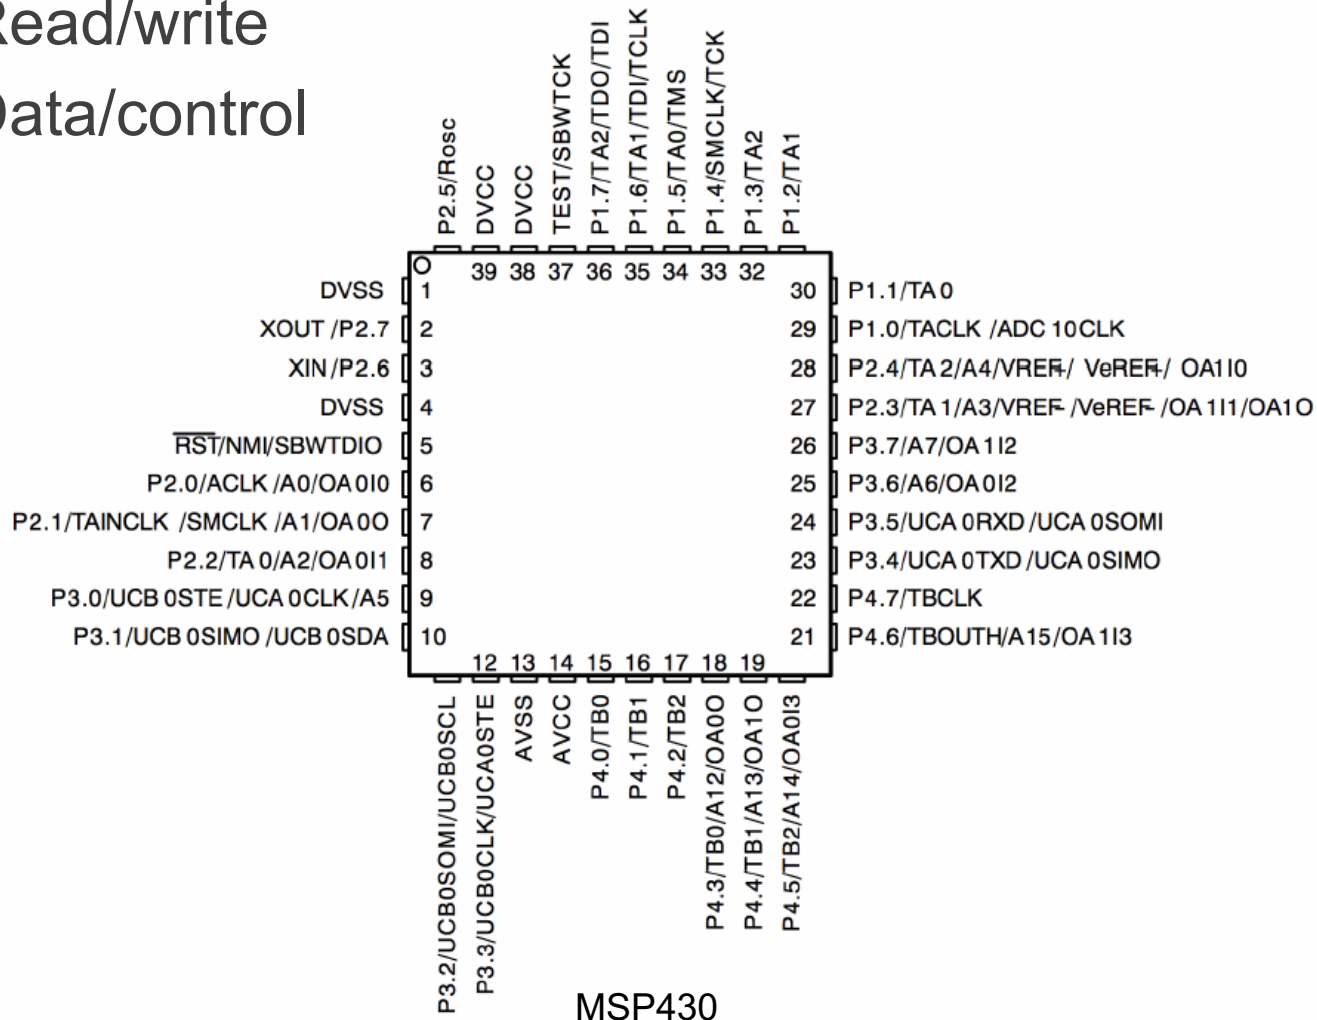 Read/write
Data/control
P2.5/Rosc
DVCC
DVCC
TEST/SBWTCK
P1.7/TA2/TDO/TDI
P1.6/TA1/TDI/TCLK
P1.5/TA0/TMS
P1.4/SMCLK/TCK
P1.3/TA2
P1.2/TA1
39 38 37 36 35 34 33 32
DVSS 1
XOUT /P2.7 2
XIN /P2.6 3
DVSS 4
RST/NMI/SBWTDIO 5
P2.0/ACLK /A0/OA0I0 6
P2.1/TAINCLK /SMCLK /A1/OA0O 7
P2.2/TA0/A2/OA0I1 8
P3.0/UCB0STE /UCA0CLK /A5 9
P3.1/UCB0SIMO /UCB0SDA 10
30 P1.1/TA0
29 P1.0/TACLK /ADC10CLK
28 P2.4/TA2/A4/VREF+/ VeREF+/ OA1I0
27 P2.3/TA1/A3/VREF- /VeREF- /OA1I1/OA1O
26 P3.7/A7/OA1I2
25 P3.6/A6/OA0I2
24 P3.5/UCA0RXD /UCA0SOMI
23 P3.4/UCA0TXD /UCA0SIMO
22 P4.7/TBCLK
21 P4.6/TBOUTH/A15/OA1I3
12 13 14 15 16 17 18 19
P3.2/UCB0SOMI/UCB0SCL
P3.3/UCB0CLK/UCA0STE
AVSS
AVCC
P4.0/TB0
P4.1/TB1
P4.2/TB2
P4.3/TB0/A12/OA0O
P4.4/TB1/A13/OA1O
P4.5/TB2/A14/OA0I3
MSP430